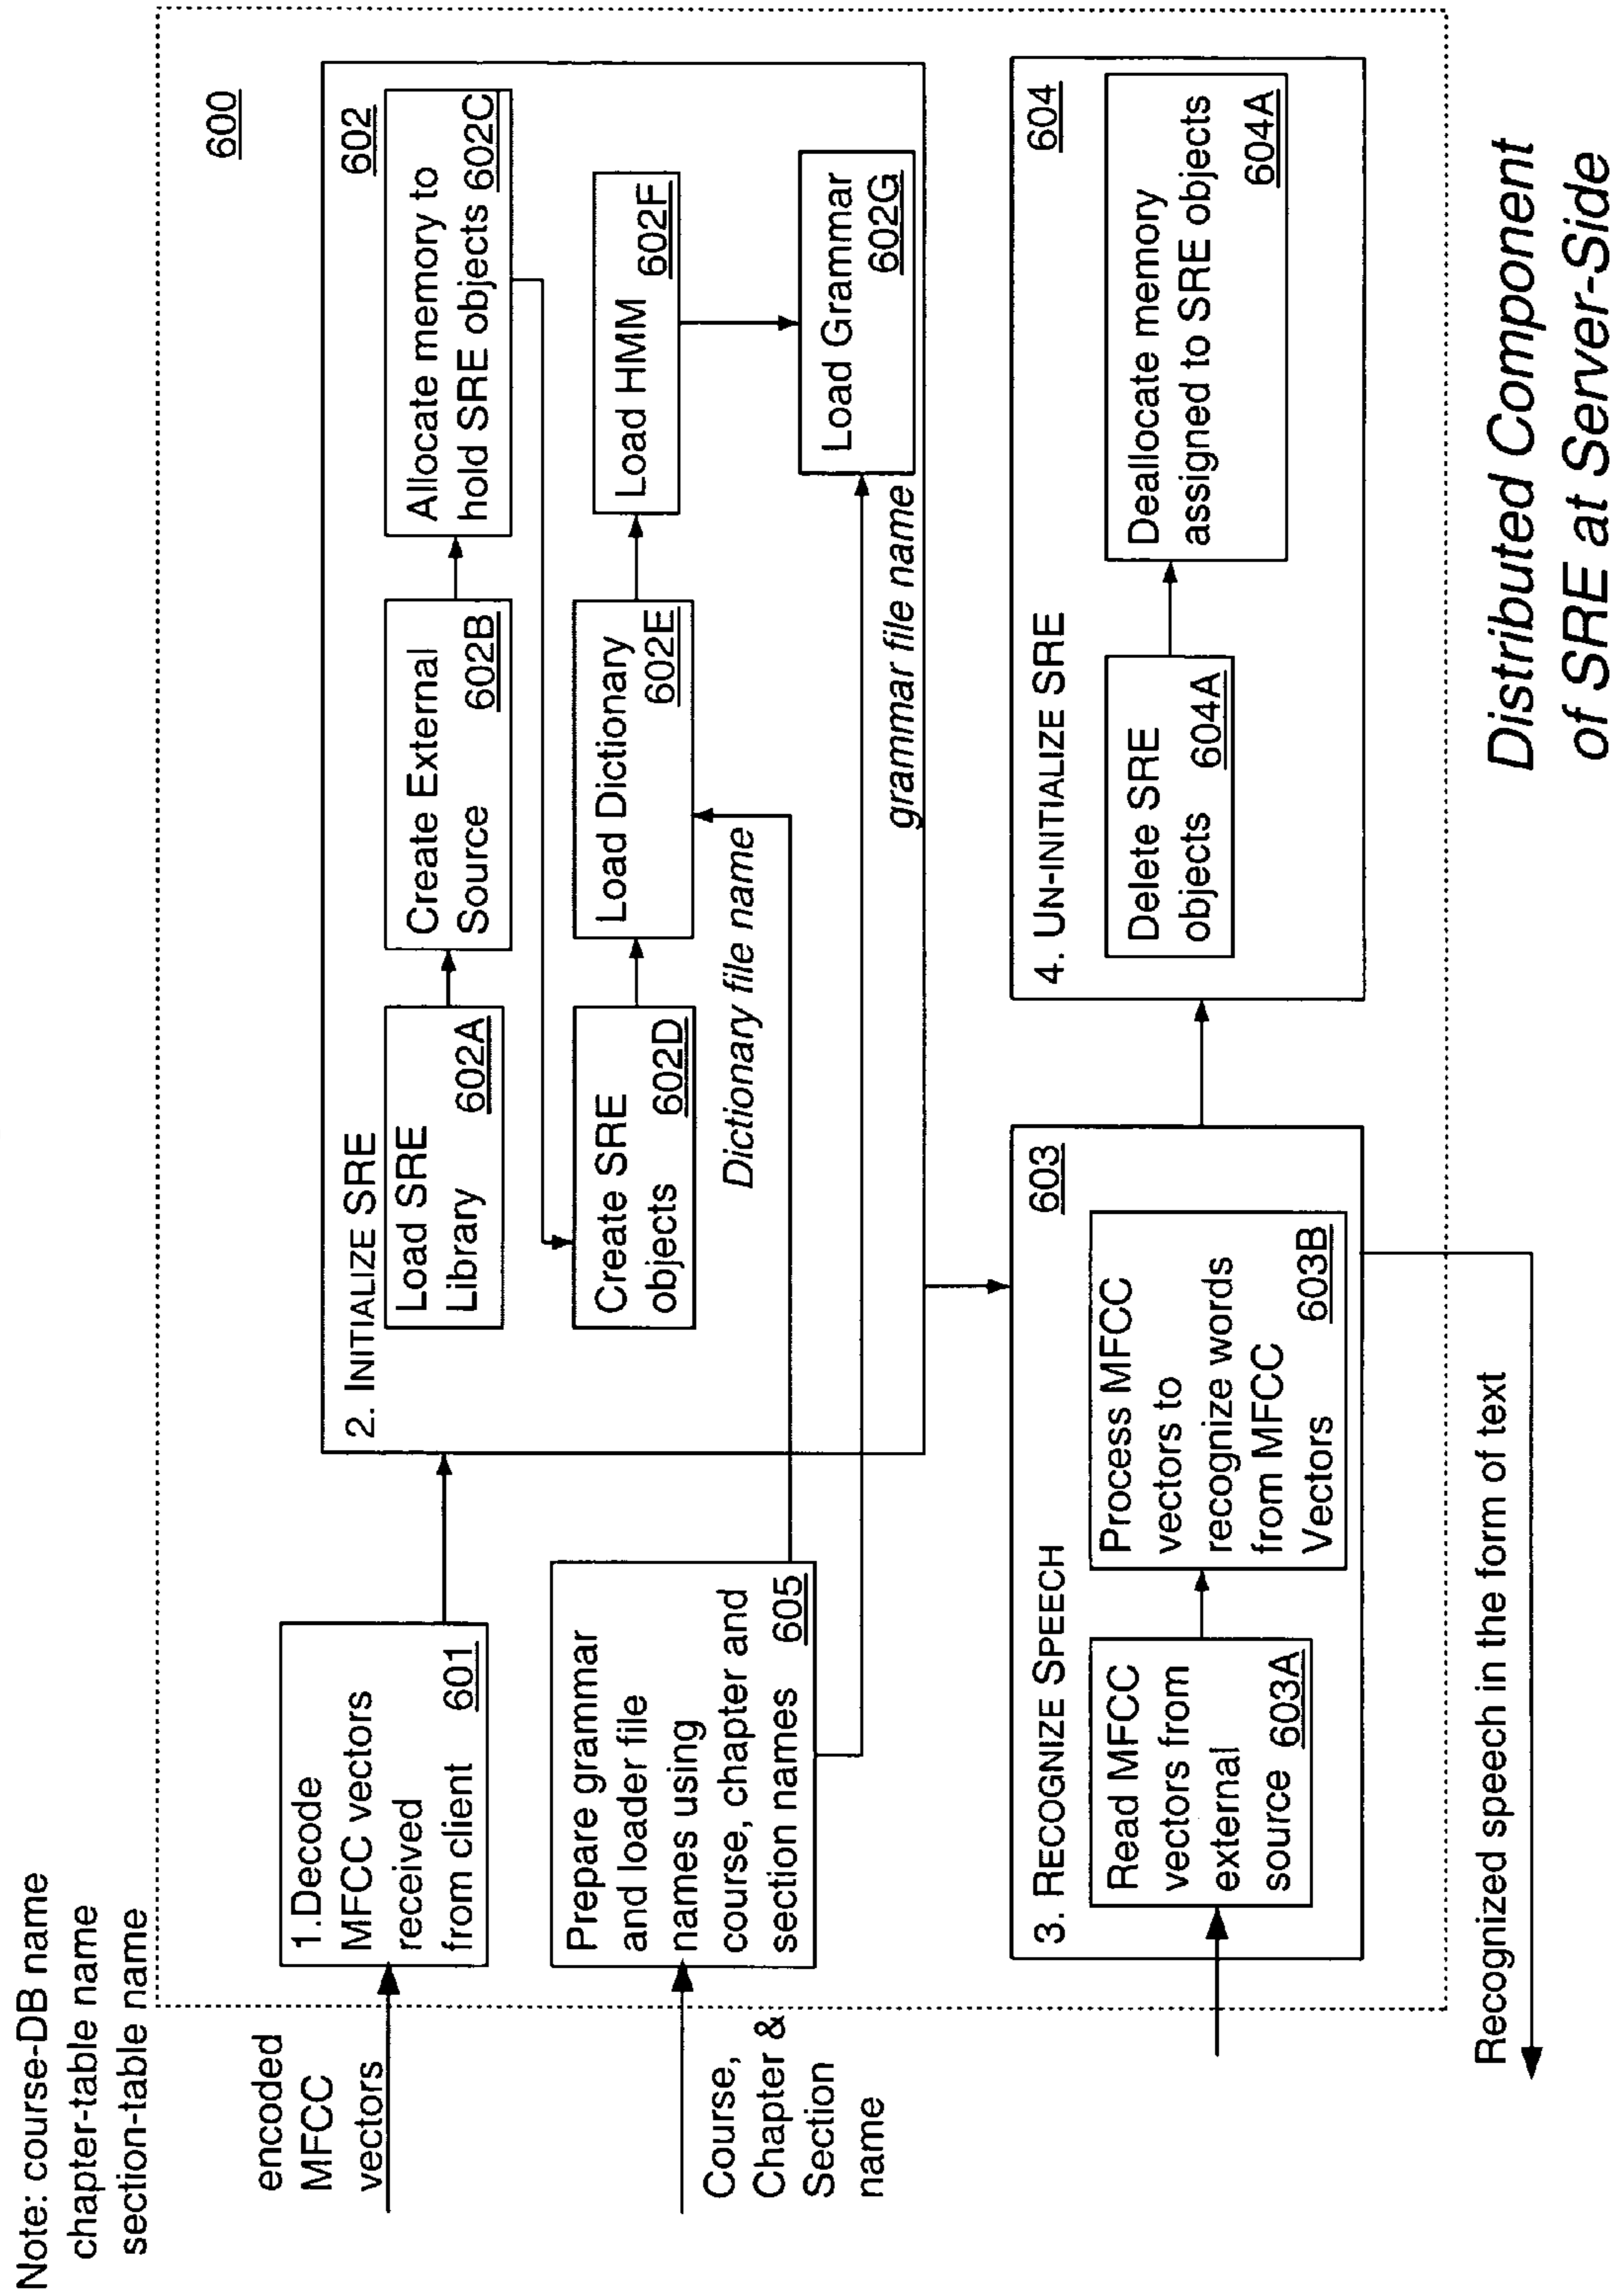 Note: course-DB name
chapter-table name
section-table name
600
encoded
MFCC
vectors
1.Decode
MFCC vectors
received
from client 601
2. INITIALIZE SRE
602
Load SRE
Library 602A
Create External
Source 602B
Allocate memory to
hold SRE objects 602C
Create SRE
objects 602D
Load Dictionary
602E
Load HMM
602F
Load Grammar
602G
Dictionary file name
grammar file name
Course,
Chapter &
Section
name
Prepare grammar
and loader file
names using
course, chapter and
section names 605
3. RECOGNIZE SPEECH
603
Read MFCC
vectors from
external
source 603A
Process MFCC
vectors to
recognize words
from MFCC
Vectors 603B
4. UN-INITIALIZE SRE
604
Delete SRE
objects 604A
Deallocate memory
assigned to SRE objects
604A
Recognized speech in the form of text
Distributed Component
of SRE at Server-Side